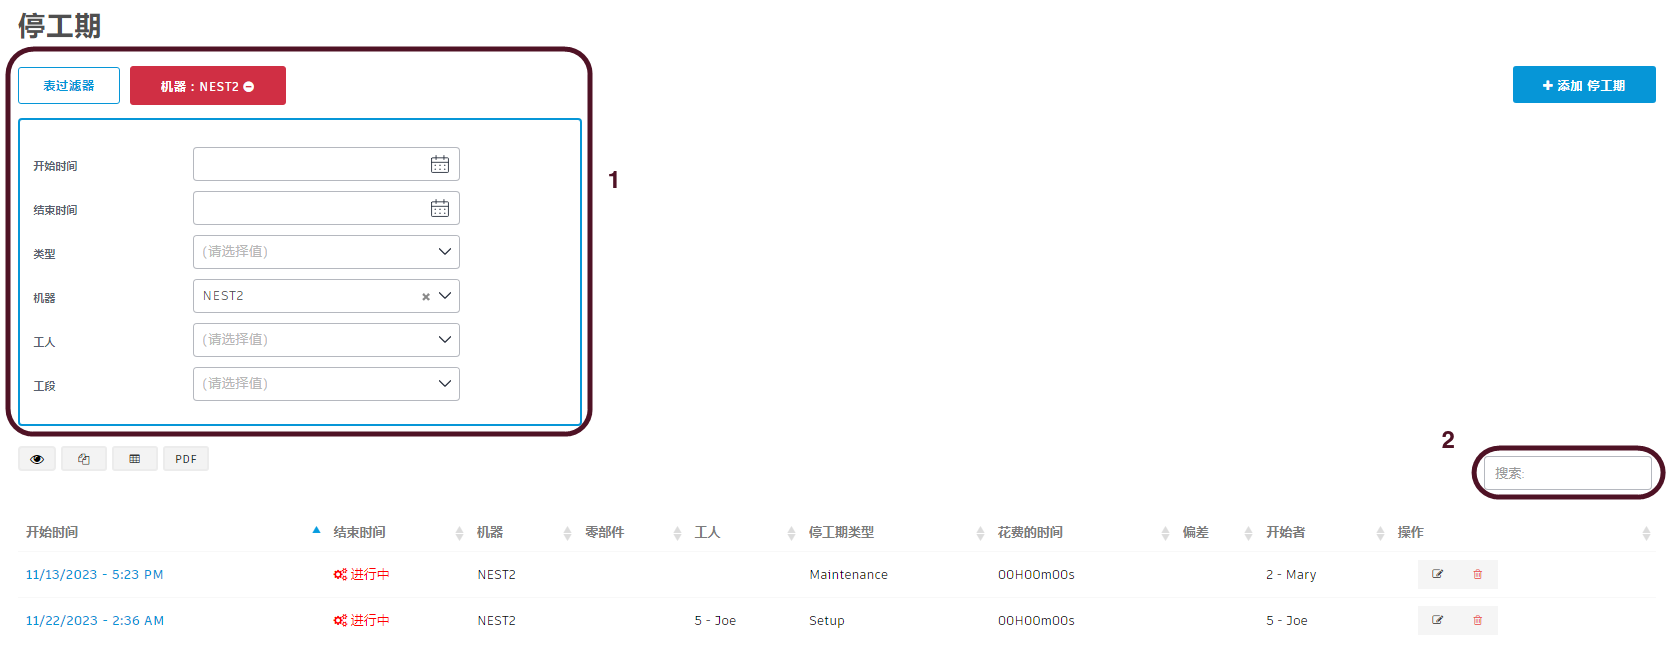 停工期
表过滤器
机器：NEST2
添加 停工期
开始时间
1
结束时间
类型 (请选择值)
机器 NEST2
工人 (请选择值)
工段 (请选择值)
PDF
2
搜索:
开始时间 结束时间 机器 零部件 工人 停工期类型 花费的时间 偏差 开始者 操作
11/13/2023 - 5:23 PM 进行中 NEST2 Maintenance 00H00m00s 2 - Mary
11/22/2023 - 2:36 AM 进行中 NEST2 5 - Joe Setup 00H00m00s 5 - Joe